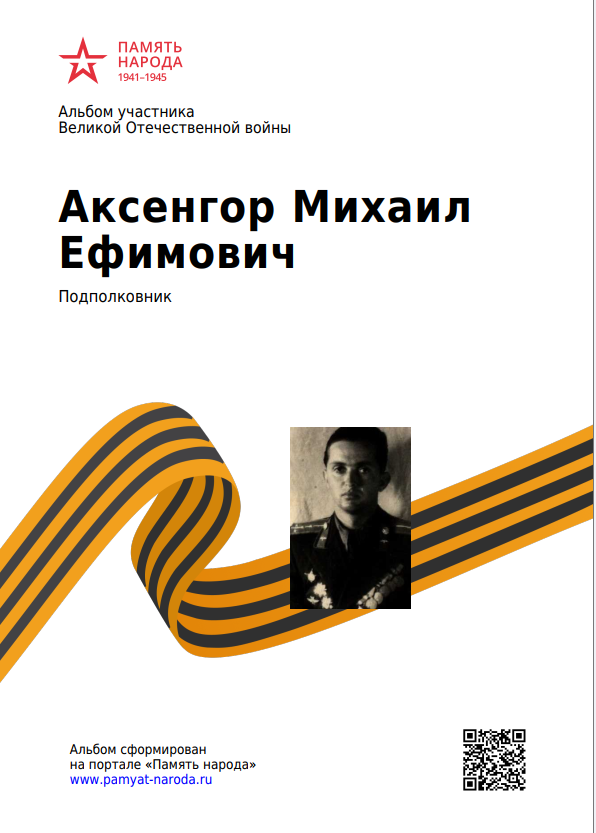 ПАМЯТЬ
НАРОДА
1941–1945
Альбом участника
Великой Отечественной войны
Аксенгор Михаил
Ефимович
Подполковник
Альбом сформирован
на портале «Память народа»
www.pamyat-naroda.ru